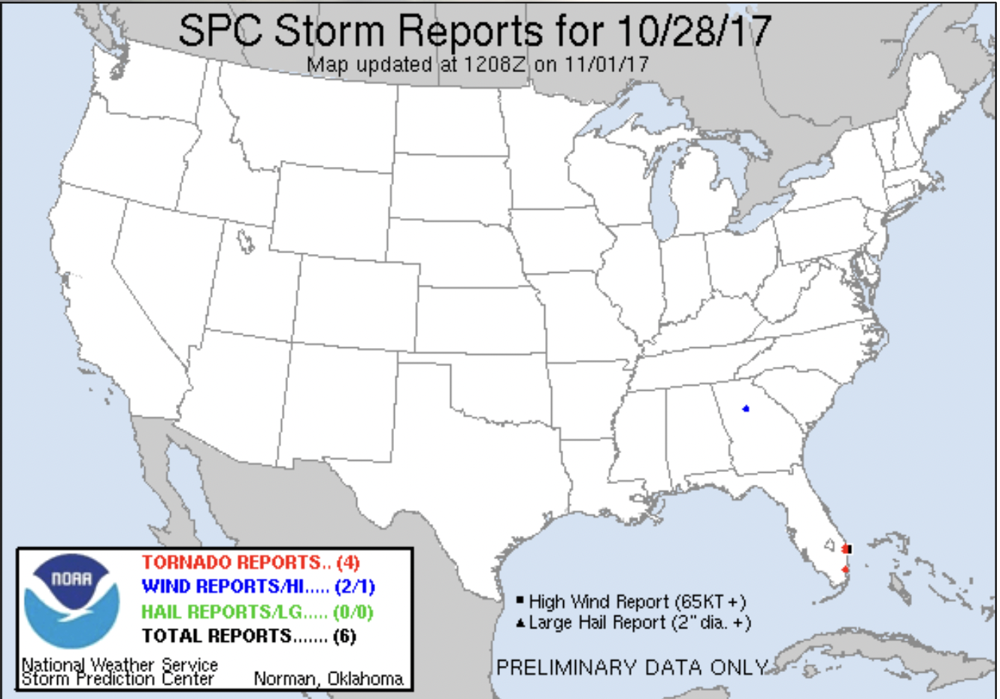 SPC Storm Reports for 10/28/17
Map updated at 1208Z on 11/01/17
NOAA
TORNADO REPORTS.. (4)
WIND REPORTS/HI..... (2/1)
HAIL REPORTS/LG..... (0/0)
TOTAL REPORTS....... (6)
National Weather Service
Storm Prediction Center Norman, Oklahoma
High Wind Report (65KT +)
Large Hail Report (2" dia. +)
PRELIMINARY DATA ONLY